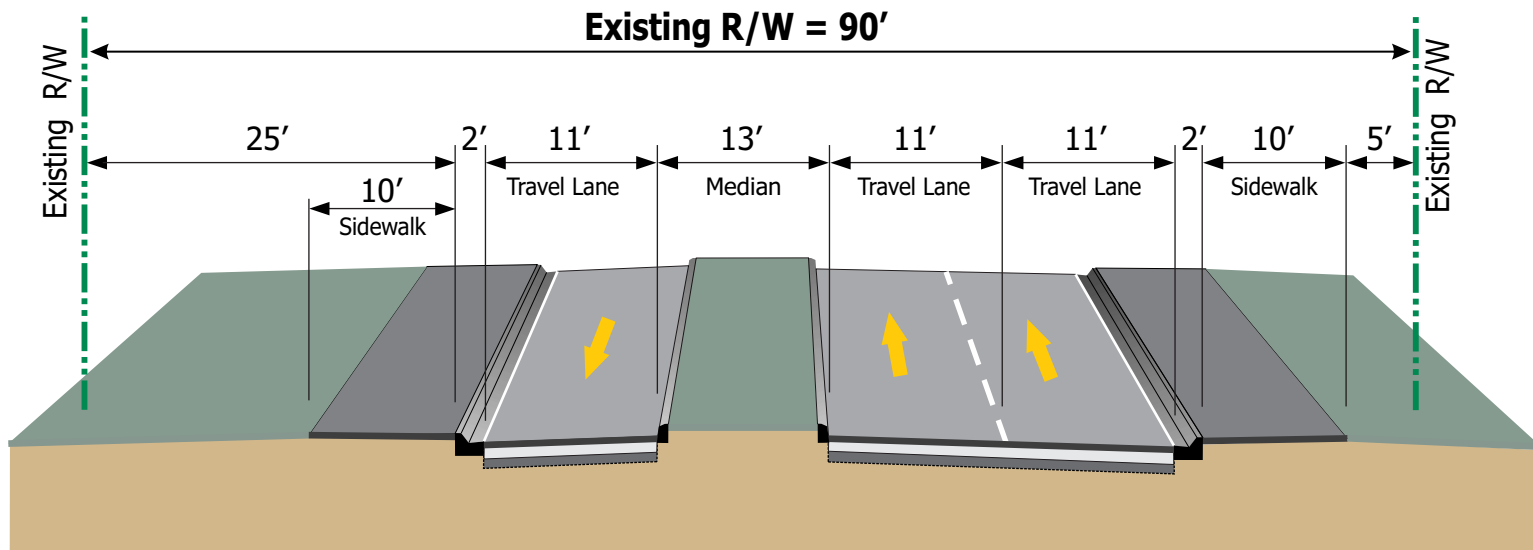 Existing R/W = 90’
Existing R/W
25’
2’
11’
13’
11’
11’
2’
10’
5’
Existing R/W
Travel Lane
Median
Travel Lane
Travel Lane
Sidewalk
10’
Sidewalk